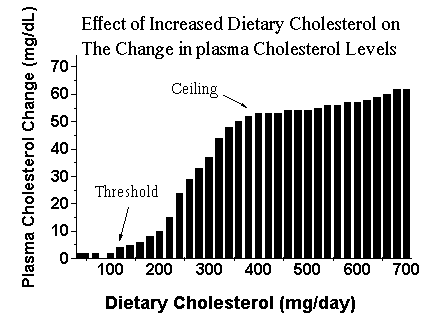 Effect of Increased Dietary Cholesterol on
The Change in plasma Cholesterol Levels
Plasma Cholesterol Change (mg/dL)
70
60
50
40
30
20
10
0
Ceiling
Threshold
100
200
300
400
500
600
700
Dietary Cholesterol (mg/day)